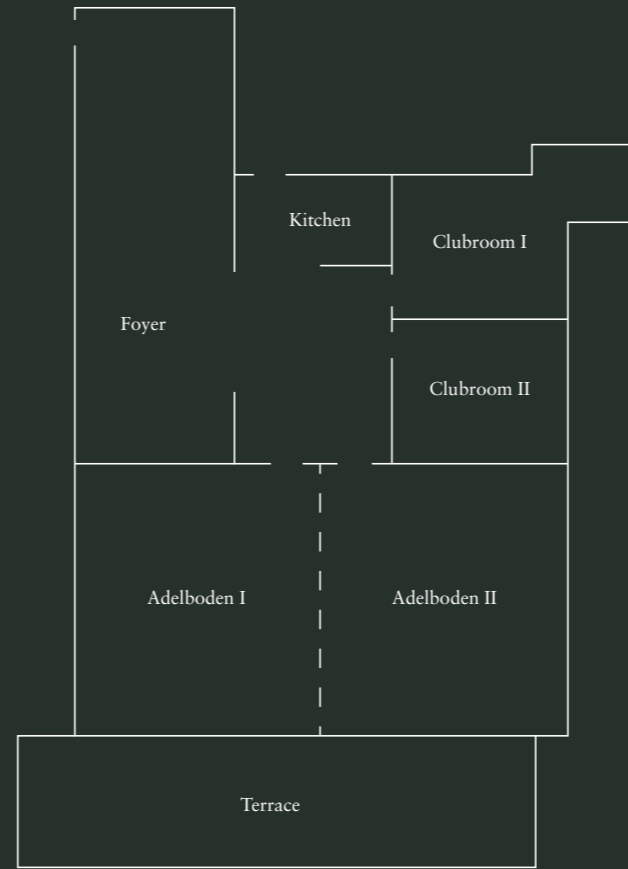 Kitchen
Clubroom I
Foyer
Clubroom II
Adelboden I
Adelboden II
Terrace